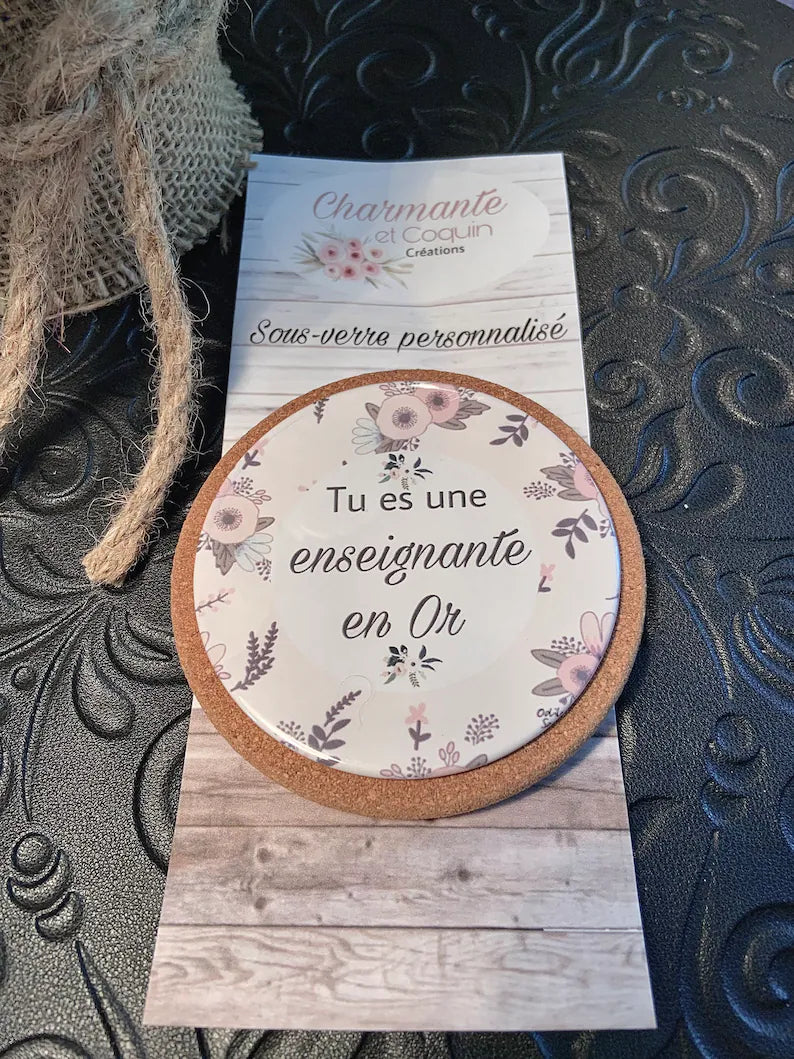 Charmante
et Coquin
Créations
Sous-verre personnalisé
Tu es une
enseignante
en Or